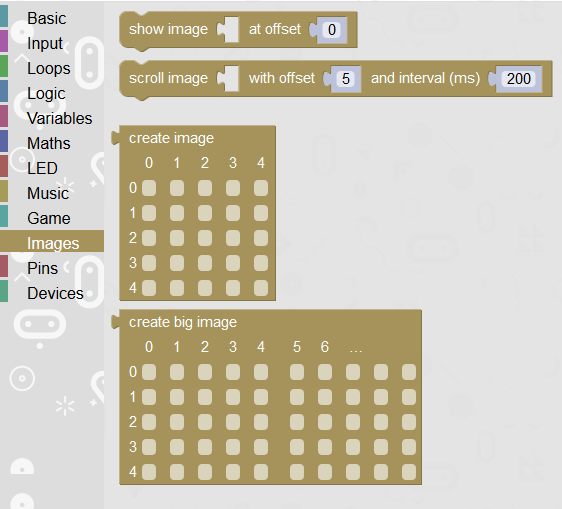 Basic
Input
Loops
Logic
Variables
Maths
LED
Music
Game
Images
Pins
Devices
show image at offset 0
scroll image with offset 5 and interval (ms) 200
create image
0 1 2 3 4
0
1
2
3
4
create big image
0 1 2 3 4 5 6 ...
0
1
2
3
4